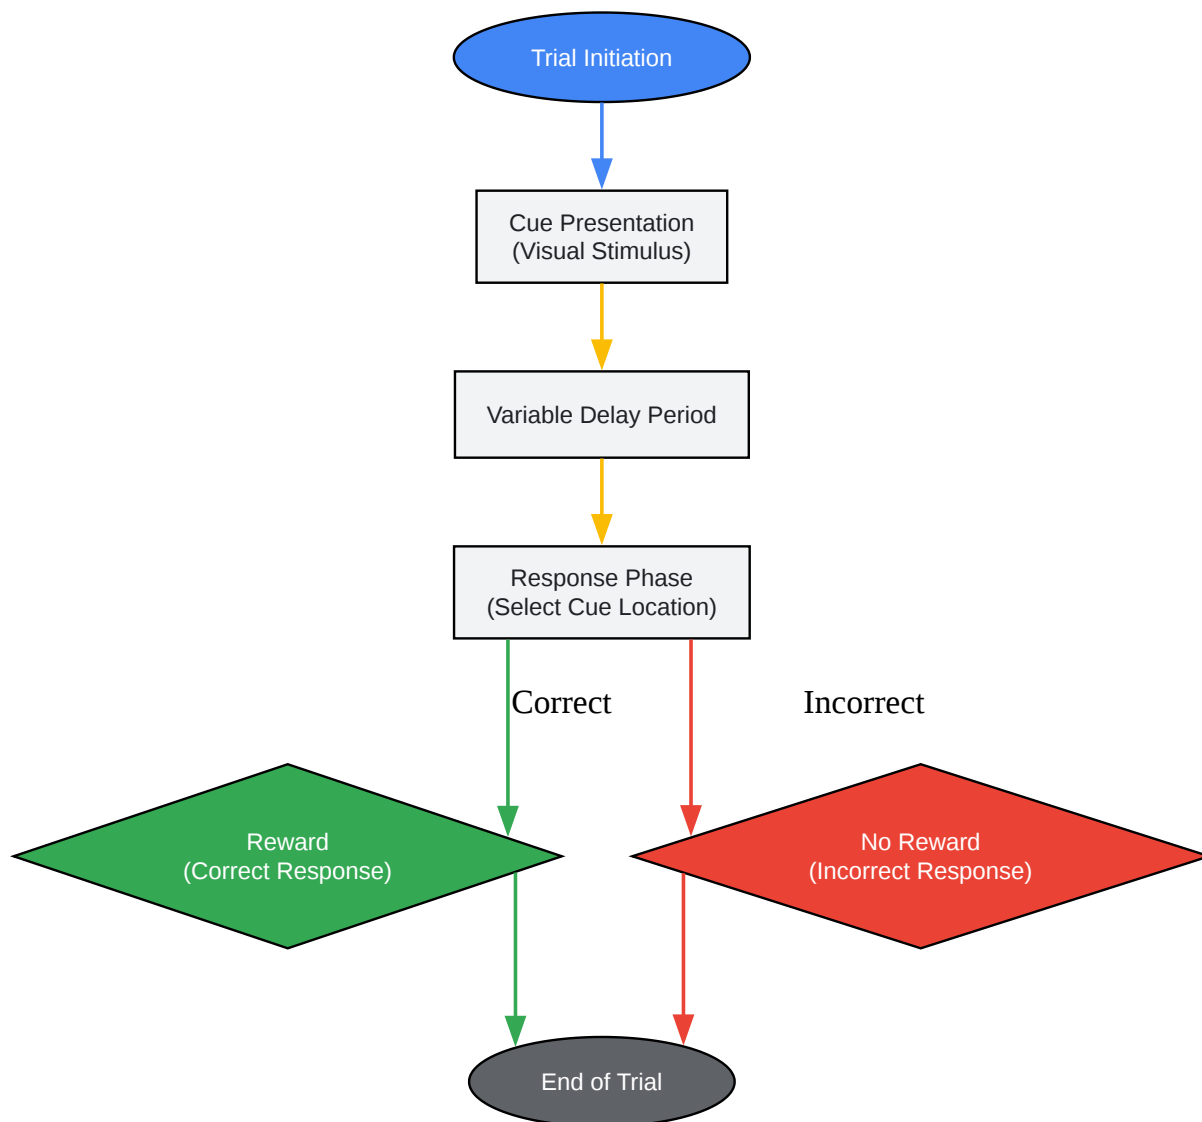 Trial Initiation
Cue Presentation
(Visual Stimulus)
Variable Delay Period
Response Phase
(Select Cue Location)
Correct
Incorrect
Reward
(Correct Response)
No Reward
(Incorrect Response)
End of Trial